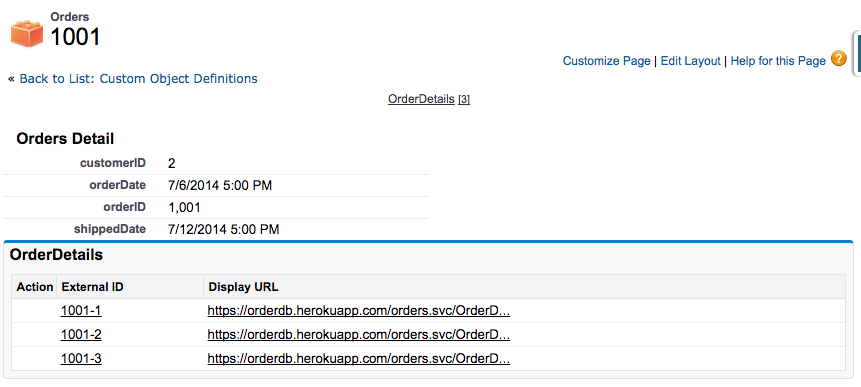 Orders
1001
Customize Page | Edit Layout | Help for this Page ?
« Back to List: Custom Object Definitions
OrderDetails [3]
Orders Detail
customerID 2
orderDate 7/6/2014 5:00 PM
orderID 1,001
shippedDate 7/12/2014 5:00 PM
OrderDetails
Action External ID Display URL
1001-1 https://orderdb.herokuapp.com/orders.svc/OrderD...
1001-2 https://orderdb.herokuapp.com/orders.svc/OrderD...
1001-3 https://orderdb.herokuapp.com/orders.svc/OrderD...